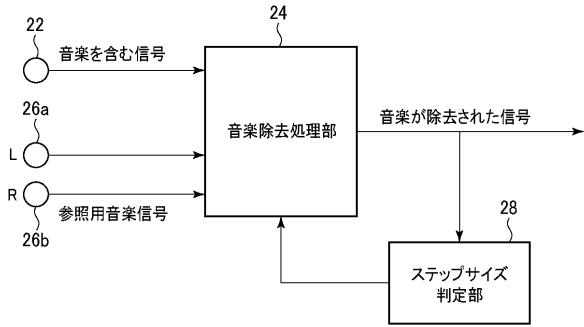 24
22
音楽を含む信号
26a
音楽除去処理部
音楽が除去された信号
L
R
参照用音楽信号
26b
28
ステップサイズ
判定部